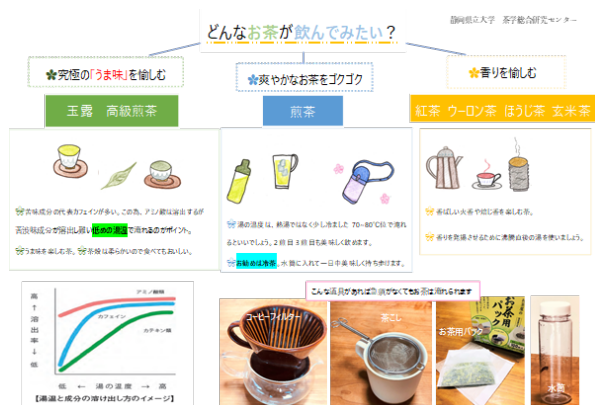 どんなお茶が飲んでみたい？
静岡県立大学 茶学総合研究センター
究極の「うま味」を愉しむ
爽やかなお茶をゴクゴク
香りを愉しむ
玉露 高級煎茶
煎茶
紅茶 ウーロン茶 ほうじ茶 玄米茶
苦味成分の代表カフェインが多い。この為、アミノ酸は溶出するが
苦渋味成分が溶出し難い低めの湯温で淹れるのがポイント。
うま味を楽しむ茶。茶殻は柔らかいので食べてもおいしい。
湯の温度は、熱湯ではなく少し冷ました70~80℃位で淹れ
るといいでしょう。2煎目3煎目も美味しく飲めます。
お勧めは冷茶。水筒に入れて一日中美味しく持ち歩けます。
香ばしい火香や焙じ香を楽しむ茶。
香りを発揚させるために沸騰直後の湯を使いましょう。
こんな道具があれば急須がなくてもお茶は淹れられます
高 ↑ 溶出率 ↓ 低
アミノ酸類
カフェイン
カテキン類
低 ← 湯の温度 → 高
【湯温と成分の溶け出し方のイメージ】
コーヒーフィルター
茶こし
お茶用パック
お茶用
パック
水筒